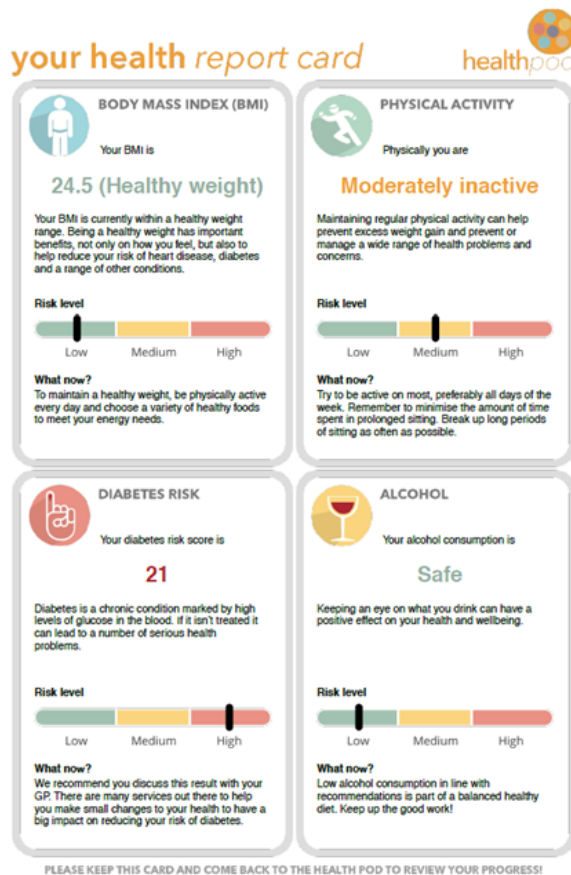 your health report card
healthpod
BODY MASS INDEX (BMI)
Your BMI is
24.5 (Healthy weight)
Your BMI is currently within a healthy weight
range. Being a healthy weight has important
benefits, not only on how you feel, but also to
help reduce your risk of heart disease, diabetes
and a range of other conditions.
Risk level
Low Medium High
What now?
To maintain a healthy weight, be physically active
every day and choose a variety of healthy foods
to meet your energy needs.
PHYSICAL ACTIVITY
Physically you are
Moderately inactive
Maintaining regular physical activity can help
prevent excess weight gain and prevent or
manage a wide range of health problems and
concerns.
Risk level
Low Medium High
What now?
Try to be active on most, preferably all days of the
week. Remember to minimise the amount of time
spent in prolonged sitting. Break up long periods
of sitting as often as possible.
DIABETES RISK
Your diabetes risk score is
21
Diabetes is a chronic condition marked by high
levels of glucose in the blood. If it isn't treated it
can lead to a number of serious health
problems.
Risk level
Low Medium High
What now?
We recommend you discuss this result with your
GP. There are many services out there to help
you make small changes to your health to have a
big impact on reducing your risk of diabetes.
ALCOHOL
Your alcohol consumption is
Safe
Keeping an eye on what you drink can have a
positive effect on your health and wellbeing.
Risk level
Low Medium High
What now?
Low alcohol consumption in line with
recommendations is part of a balanced healthy
diet. Keep up the good work!
PLEASE KEEP THIS CARD AND COME BACK TO THE HEALTH POD TO REVIEW YOUR PROGRESS!